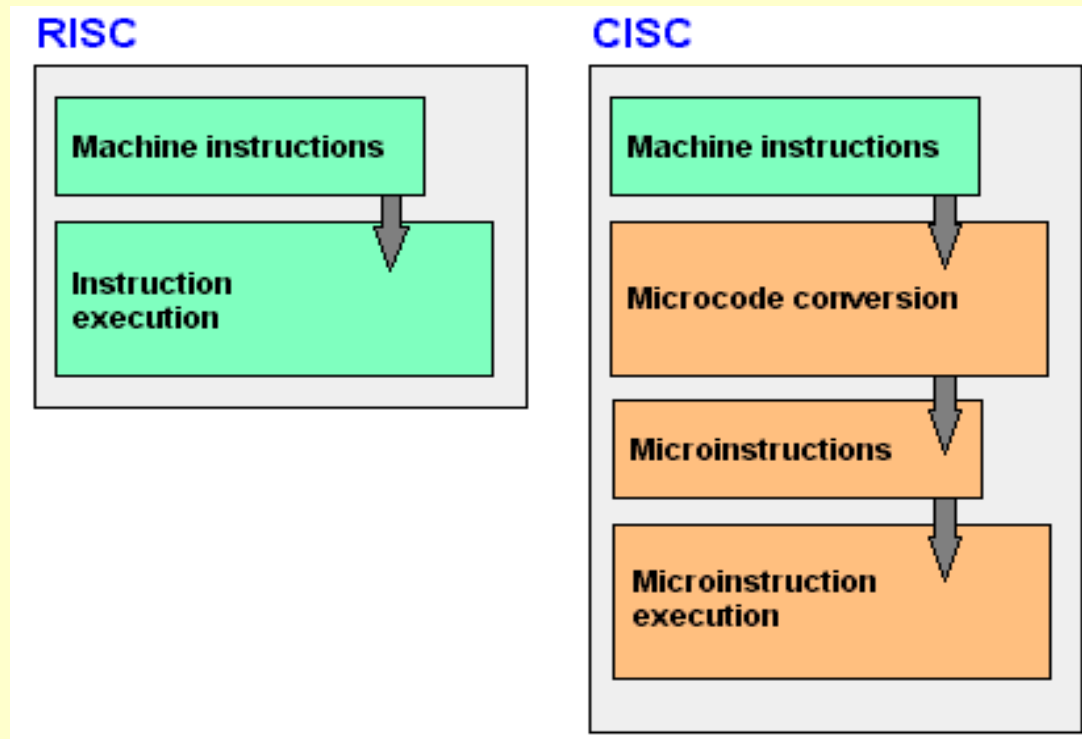 RISC
Machine instructions
Instruction
execution
CISC
Machine instructions
Microcode conversion
Microinstructions
Microinstruction
execution